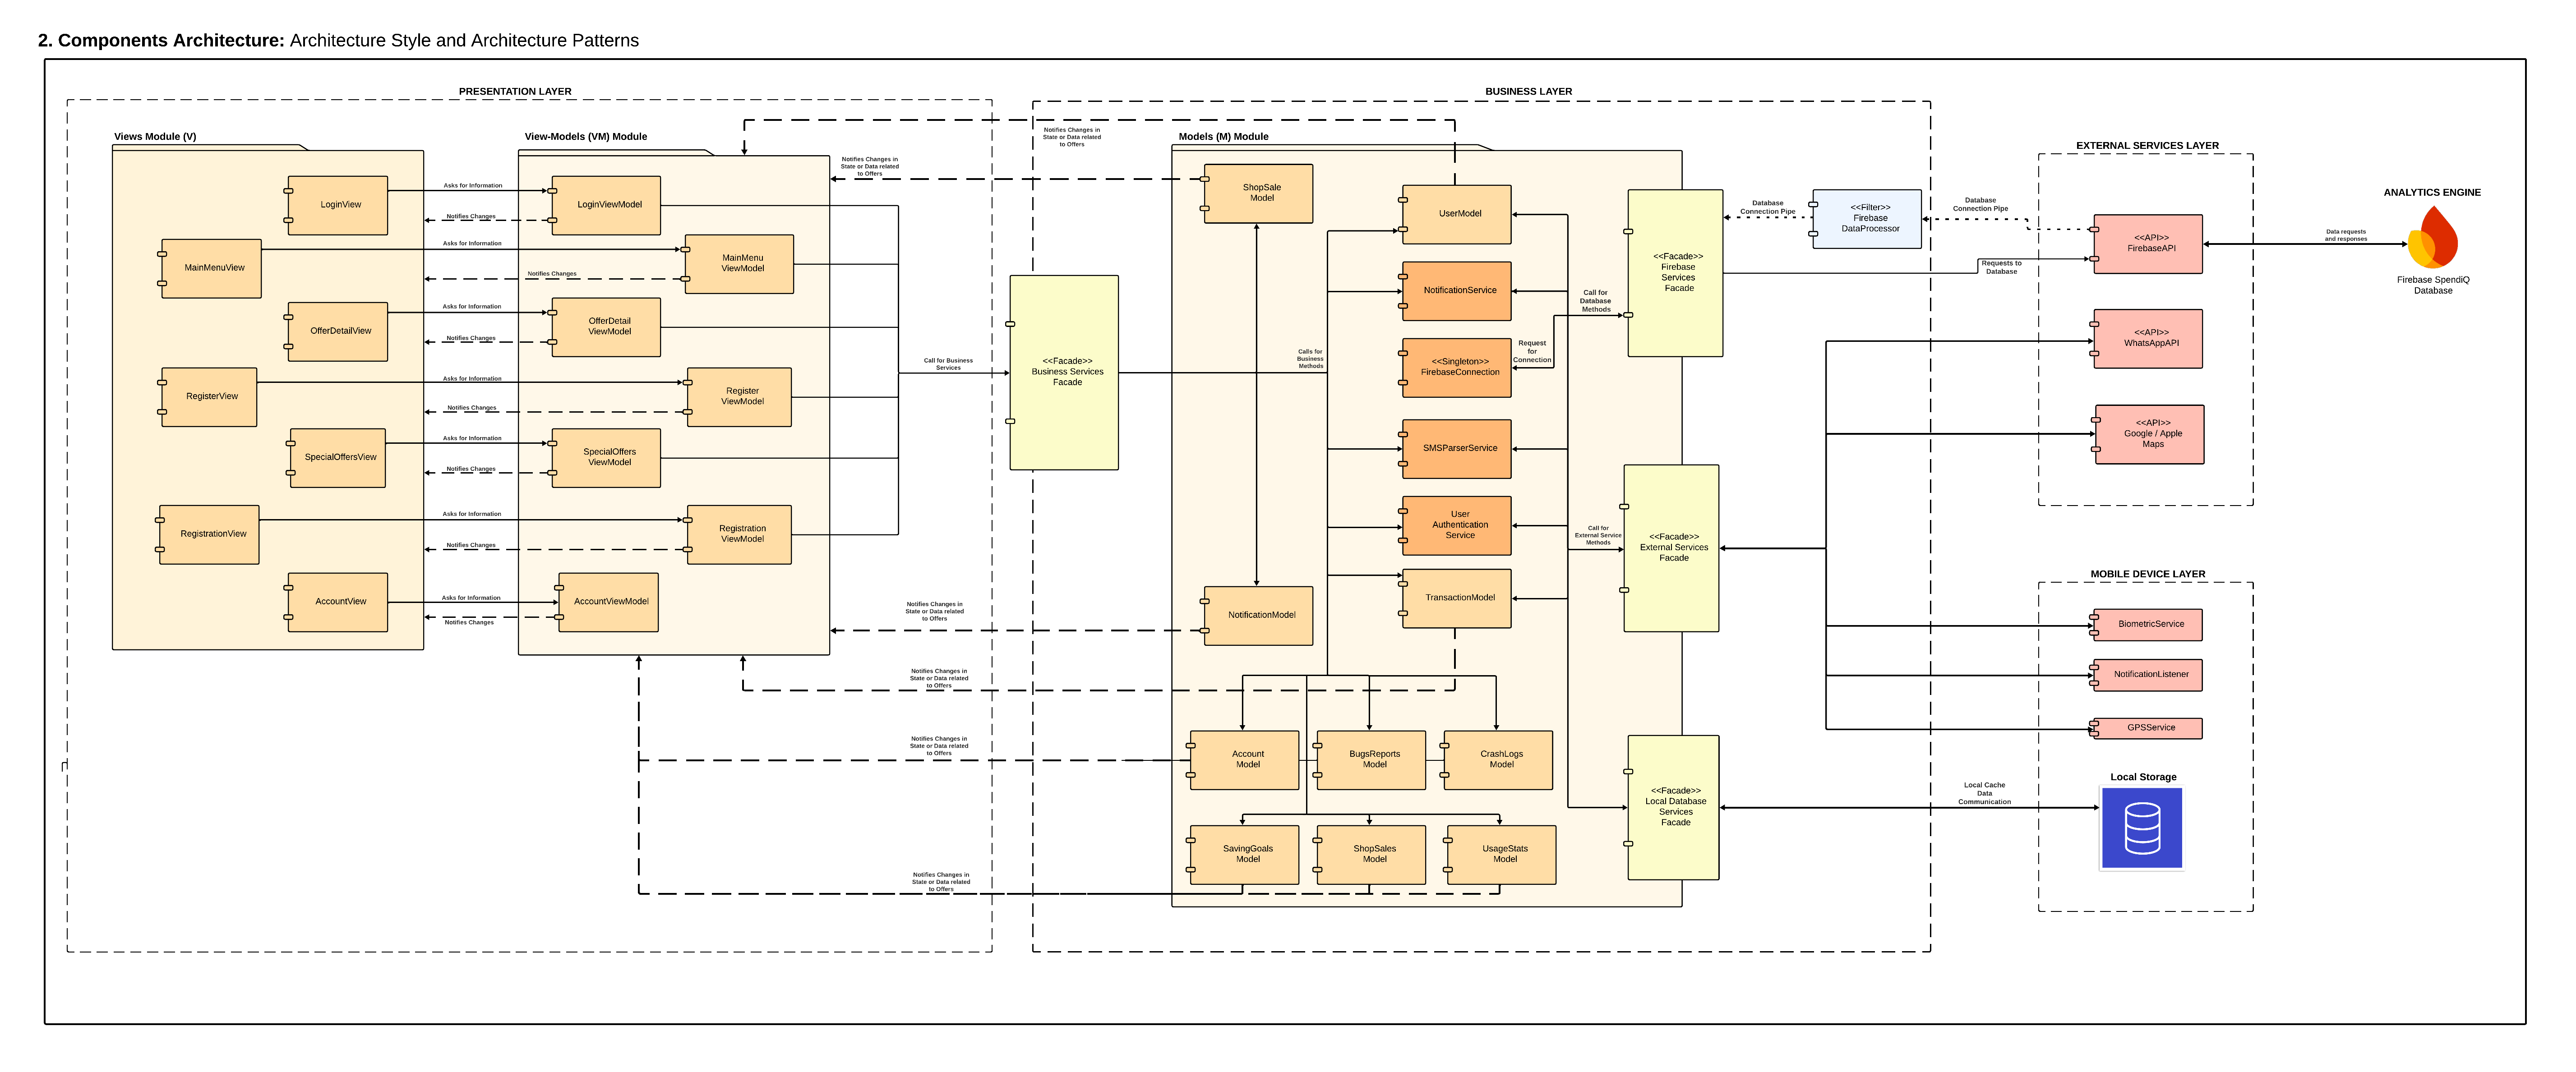 2. Components Architecture: Architecture Style and Architecture Patterns
PRESENTATION LAYER
Views Module (V)
LoginView
MainMenuView
OfferDetailView
RegisterView
SpecialOffersView
RegistrationView
AccountView
Asks for Information
Notifies Changes
Asks for Information
Notifies Changes
Asks for Information
Notifies Changes
Asks for Information
Notifies Changes
Asks for Information
Notifies Changes
Asks for Information
Notifies Changes
Asks for Information
Notifies Changes
View-Models (VM) Module
LoginViewModel
MainMenu
ViewModel
OfferDetail
ViewModel
Register
ViewModel
SpecialOffers
ViewModel
Registration
ViewModel
AccountViewModel
Notifies Changes in
State or Data related
to Offers
Notifies Changes in
State or Data related
to Offers
Call for Business
Services
Notifies Changes in
State or Data related
to Offers
Notifies Changes in
State or Data related
to Offers
Notifies Changes in
State or Data related
to Offers
Notifies Changes in
State or Data related
to Offers
<<Facade>>
Business Services
Facade
BUSINESS LAYER
Models (M) Module
ShopSale
Model
NotificationModel
Calls for
Business
Methods
UserModel
NotificationService
<<Singleton>>
FirebaseConnection
SMSParserService
User
Authentication
Service
TransactionModel
Request
for
Connection
Call for
Database
Methods
Call for
External Service
Methods
Account
Model
BugsReports
Model
CrashLogs
Model
SavingGoals
Model
ShopSales
Model
UsageStats
Model
<<Facade>>
Firebase
Services
Facade
<<Facade>>
External Services
Facade
<<Facade>>
Local Database
Services
Facade
Database
Connection Pipe
<<Filter>>
Firebase
DataProcessor
Database
Connection Pipe
Requests to
Database
EXTERNAL SERVICES LAYER
<<API>>
FirebaseAPI
<<API>>
WhatsAppAPI
<<API>>
Google / Apple
Maps
Data requests
and responses
ANALYTICS ENGINE
Firebase SpendiQ
Database
MOBILE DEVICE LAYER
BiometricService
NotificationListener
GPSService
Local Storage
Local Cache
Data
Communication